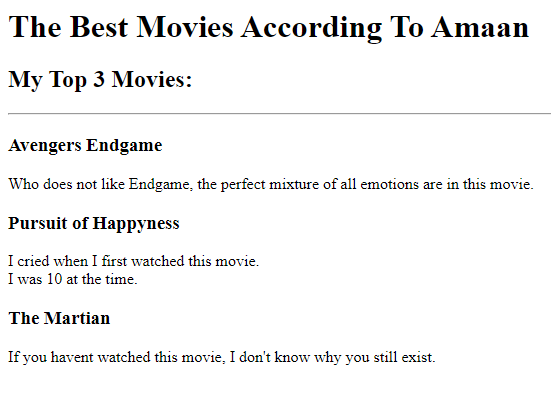 The Best Movies According To Amaan
My Top 3 Movies:
Avengers Endgame
Who does not like Endgame, the perfect mixture of all emotions are in this movie.
Pursuit of Happyness
I cried when I first watched this movie.
I was 10 at the time.
The Martian
If you havent watched this movie, I don't know why you still exist.